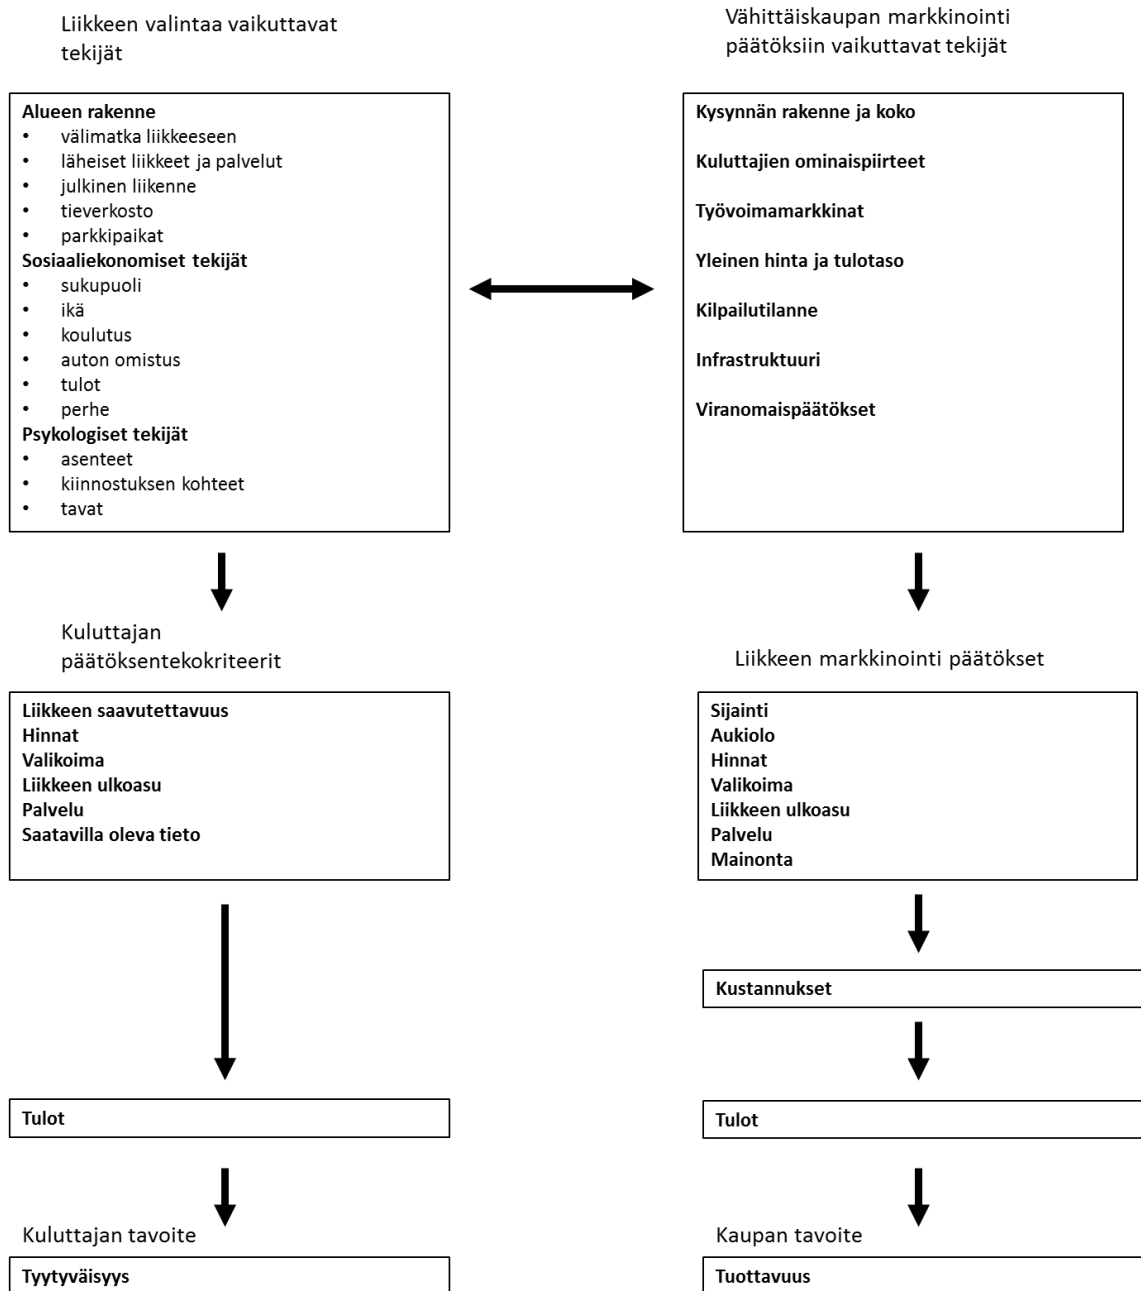 Liikkeen valintaa vaikuttavat
tekijät
Alueen rakenne
• välimatka liikkeeseen
• läheiset liikkeet ja palvelut
• julkinen liikenne
• tieverkosto
• parkkipaikat
Sosiaaliekonomiset tekijät
• sukupuoli
• ikä
• koulutus
• auton omistus
• tulot
• perhe
Psykologiset tekijät
• asenteet
• kiinnostuksen kohteet
• tavat
Vähittäiskaupan markkinointi
päätöksiin vaikuttavat tekijät
Kysynnän rakenne ja koko
Kuluttajien ominaispiirteet
Työvoimamarkkinat
Yleinen hinta ja tulotaso
Kilpailutilanne
Infrastruktuuri
Viranomaispäätökset
Kuluttajan
päätöksentekokriteerit
Liikkeen saavutettavuus
Hinnat
Valikoima
Liikkeen ulkoasu
Palvelu
Saatavilla oleva tieto
Liikkeen markkinointi päätökset
Sijainti
Aukiolo
Hinnat
Valikoima
Liikkeen ulkoasu
Palvelu
Mainonta
Kustannukset
Tulot
Tulot
Kuluttajan tavoite
Tyytyväisyys
Kaupan tavoite
Tuottavuus